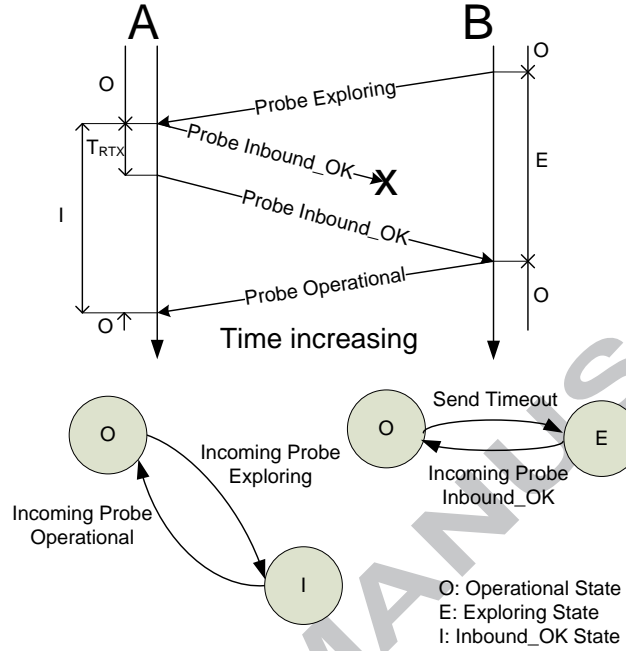 A
B
O
O
Probe Exploring
TRTX
Probe Inbound_OK
X
E
I
Probe Inbound_OK
Probe Operational
O
O
Time increasing
Send Timeout
O
O
E
Incoming Probe
Exploring
Incoming Probe
Inbound_OK
Incoming Probe
Operational
I
O: Operational State
E: Exploring State
I: Inbound_OK State
MANUS